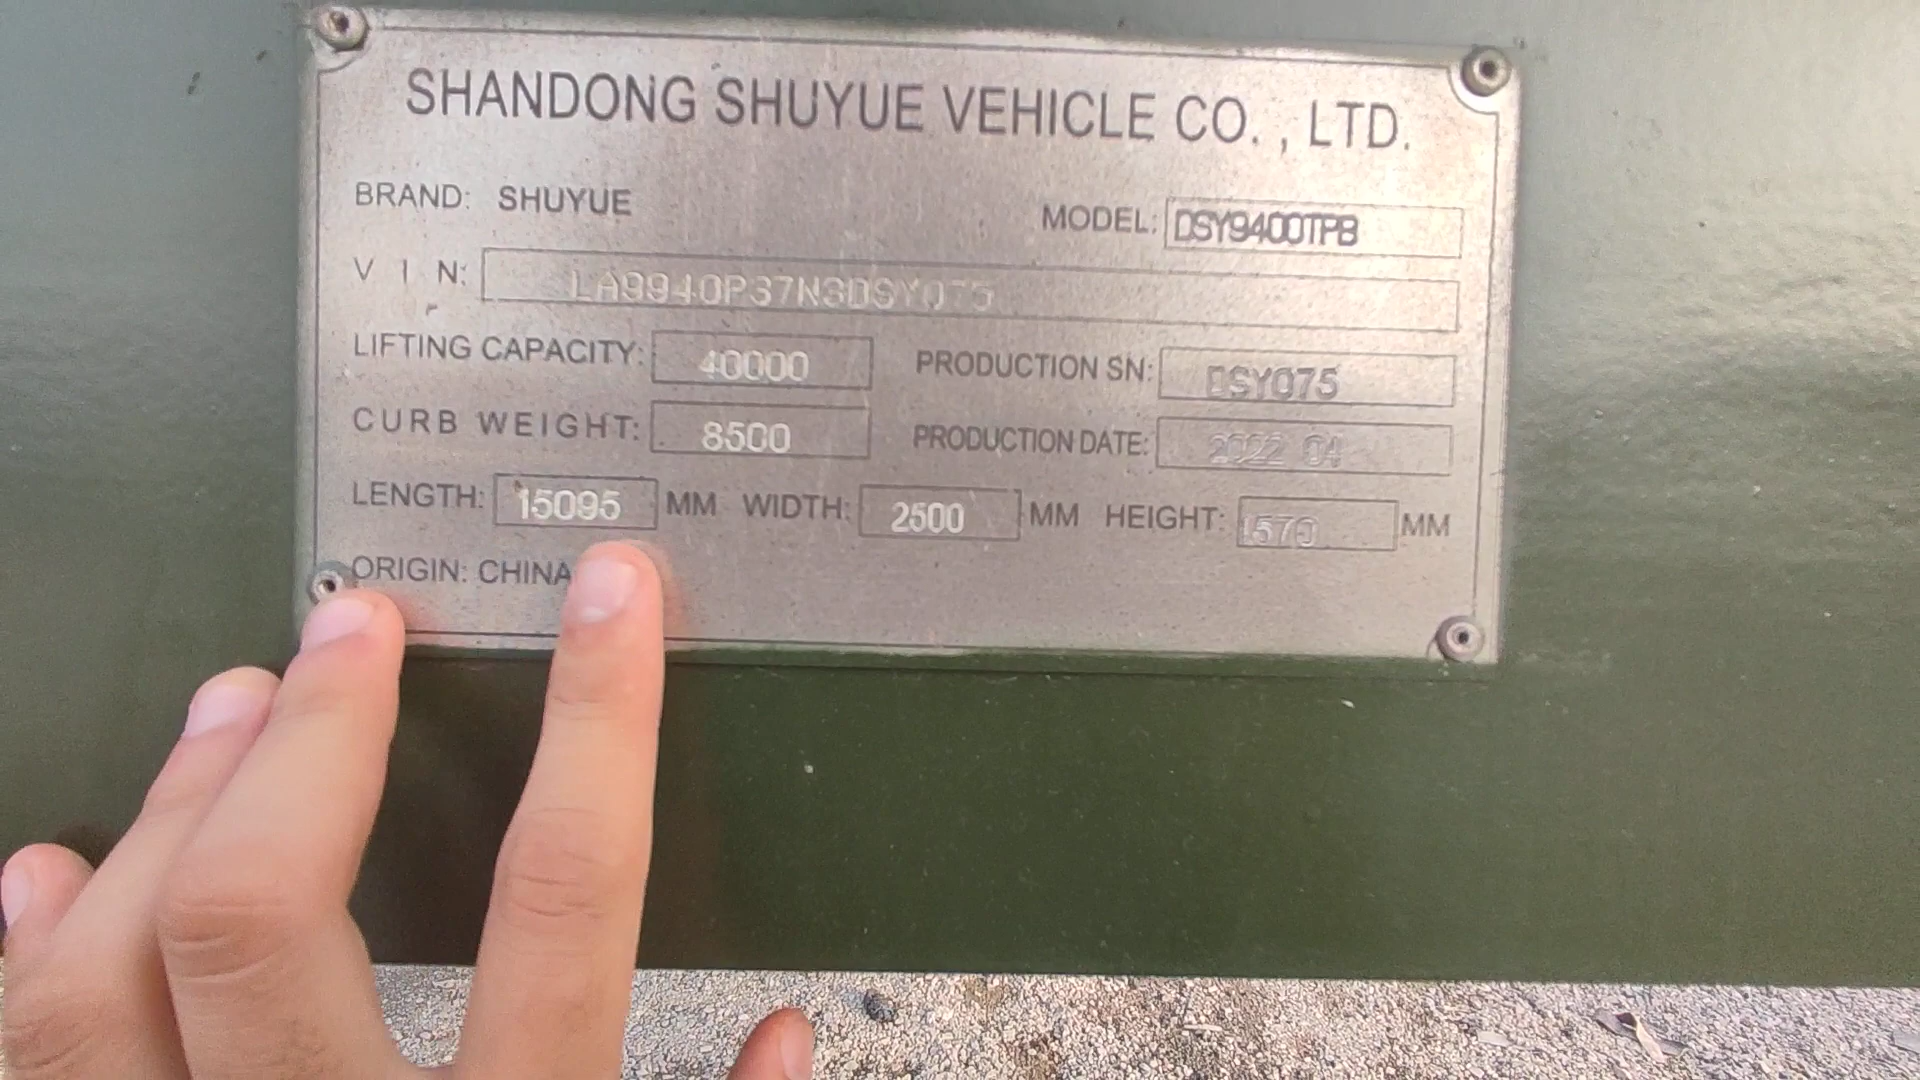 SHANDONG SHUYUE VEHICLE CO. , LTD.
BRAND: SHUYUE MODEL: DSY9400TPB
V I N: LA9940P37N3DSY075
LIFTING CAPACITY: 40000 PRODUCTION SN: DSY075
CURB WEIGHT: 8500 PRODUCTION DATE: 2022 04
LENGTH: 15095 MM WIDTH: 2500 MM HEIGHT: 1570 MM
ORIGIN: CHINA